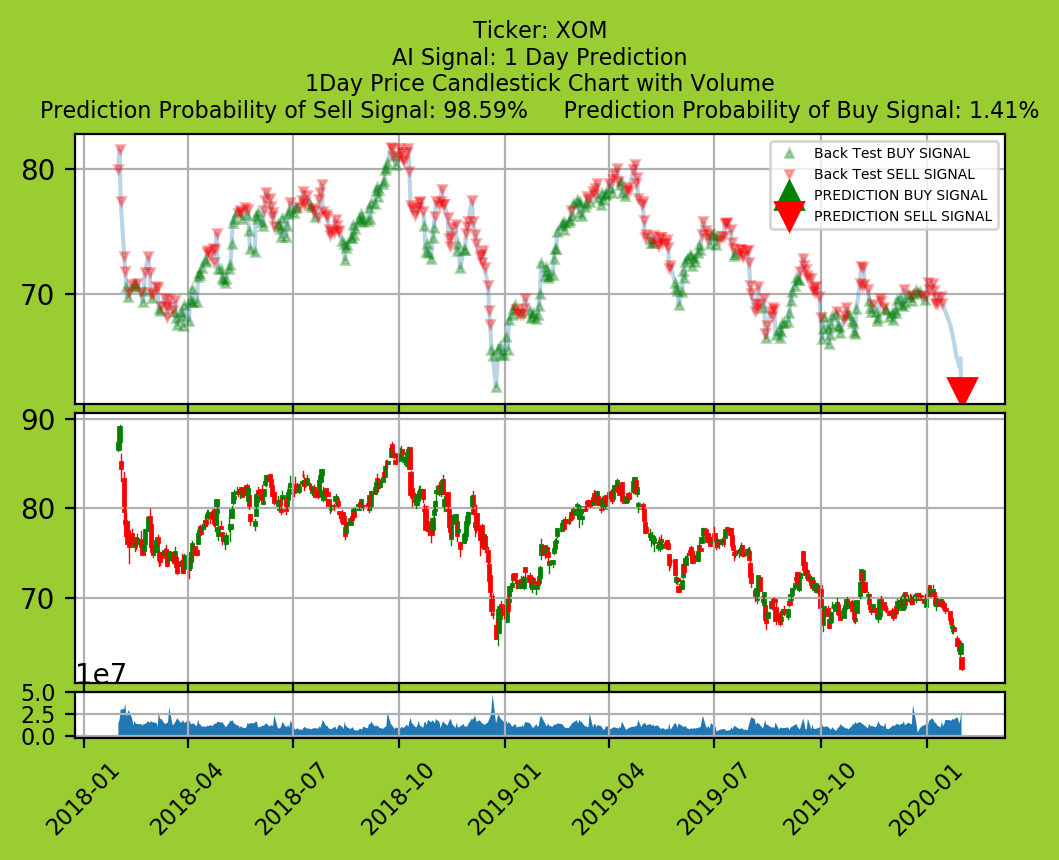 Ticker: XOM
AI Signal: 1 Day Prediction
1Day Price Candlestick Chart with Volume
Prediction Probability of Sell Signal: 98.59%     Prediction Probability of Buy Signal: 1.41%
Back Test BUY SIGNAL
Back Test SELL SIGNAL
PREDICTION BUY SIGNAL
PREDICTION SELL SIGNAL
80
70
90
80
70
1e7
5.0
2.5
0.0
2018-01 2018-04 2018-07 2018-10 2019-01 2019-04 2019-07 2019-10 2020-01